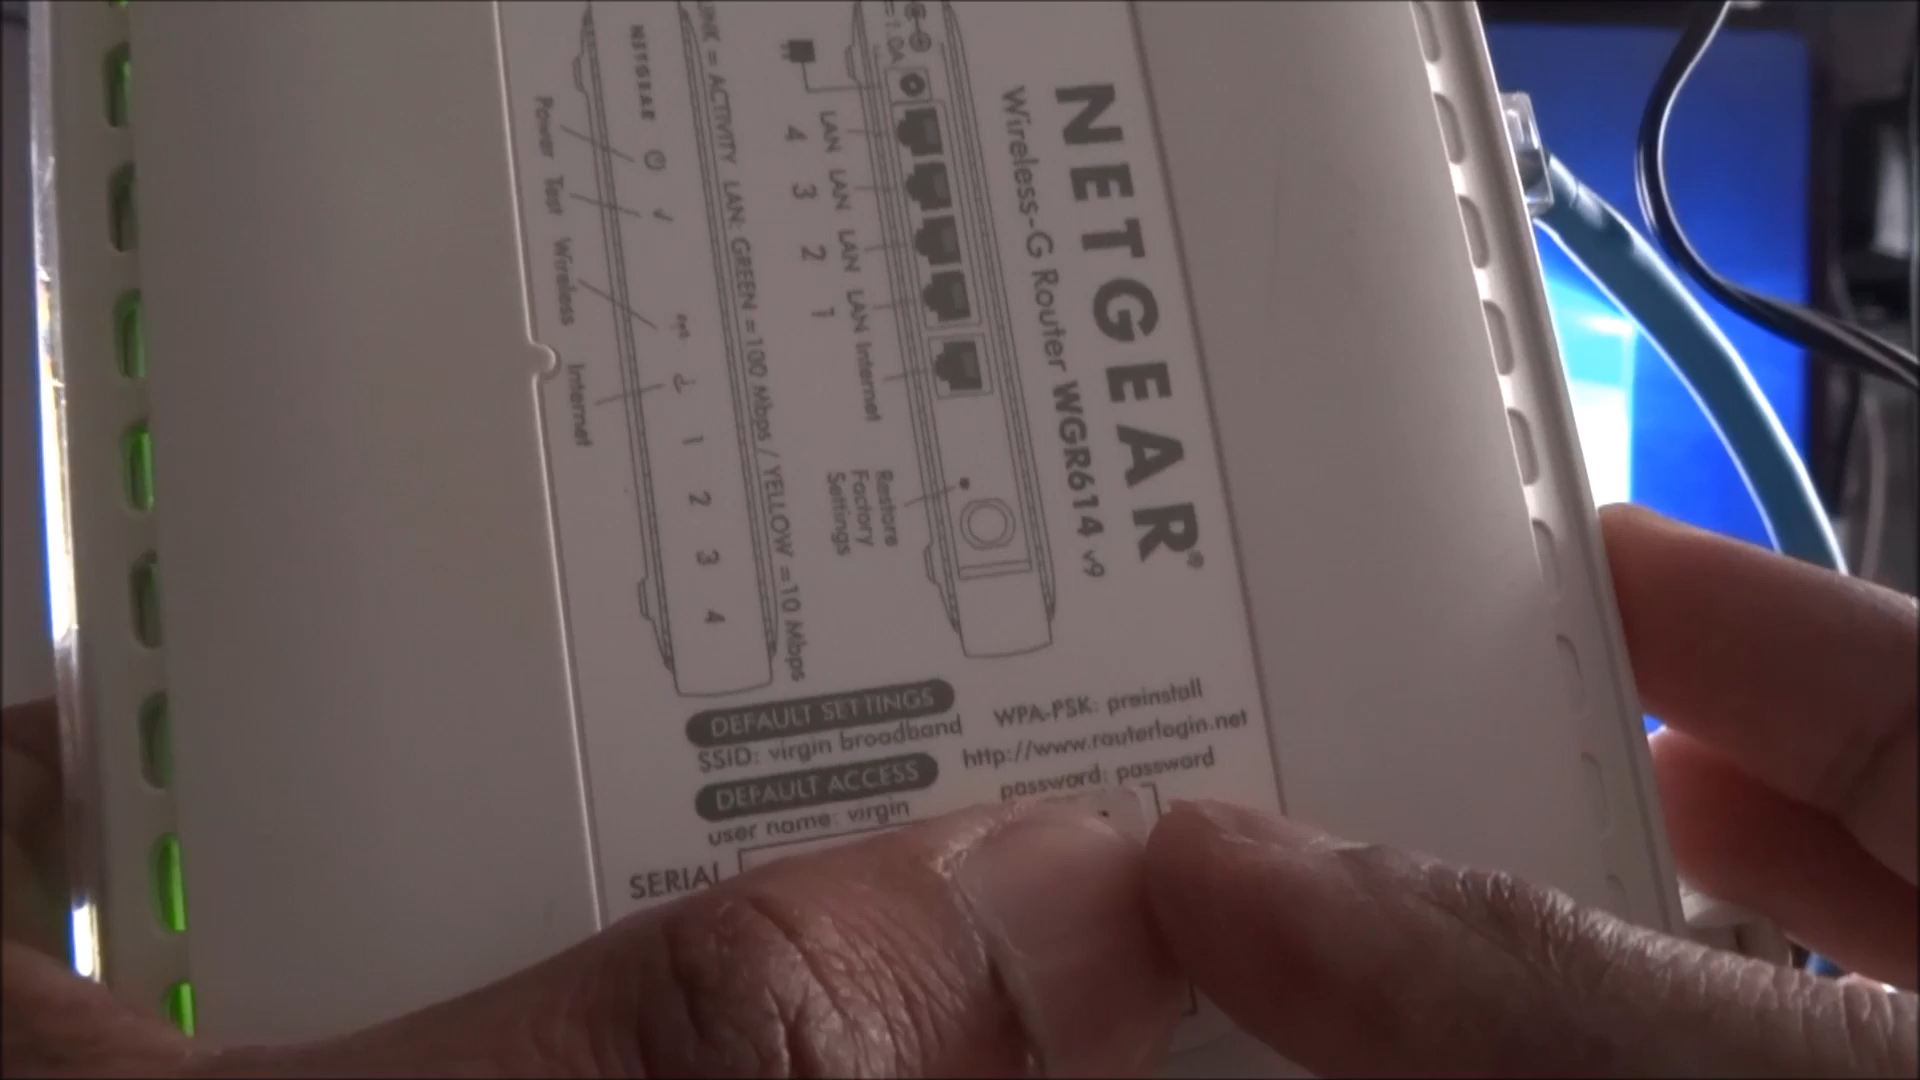 NETGEAR®
Wireless-G Router WGR614 v9
=1.0A
LAN LAN LAN LAN Internet
4 3 2 1
Restore
Factory
Settings
LINK = ACTIVITY LAN: GREEN =100 Mbps / YELLOW =10 Mbps
NETGEAR
1 2 3 4
Power Test Wireless Internet
DEFAULT SETTINGS
SSID: virgin broadband WPA-PSK: preinstall
DEFAULT ACCESS http://www.routerlogin.net
user name: virgin password: password
SERIAL